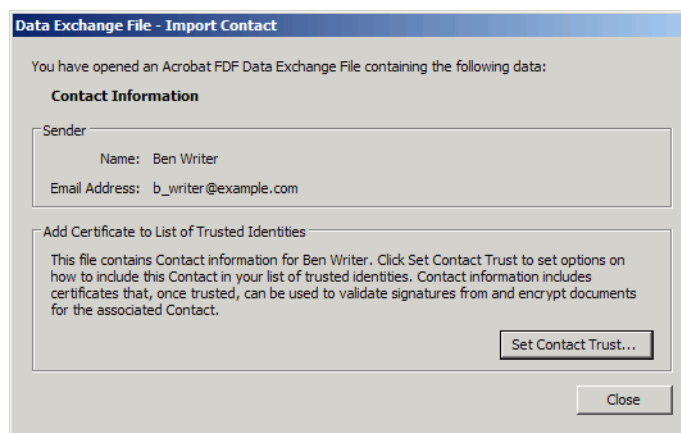 Data Exchange File - Import Contact
You have opened an Acrobat FDF Data Exchange File containing the following data:
Contact Information
Sender
Name: Ben Writer
Email Address: b_writer@example.com
Add Certificate to List of Trusted Identities
This file contains Contact information for Ben Writer. Click Set Contact Trust to set options on
how to include this Contact in your list of trusted identities. Contact information includes
certificates that, once trusted, can be used to validate signatures from and encrypt documents
for the associated Contact.
Set Contact Trust...
Close